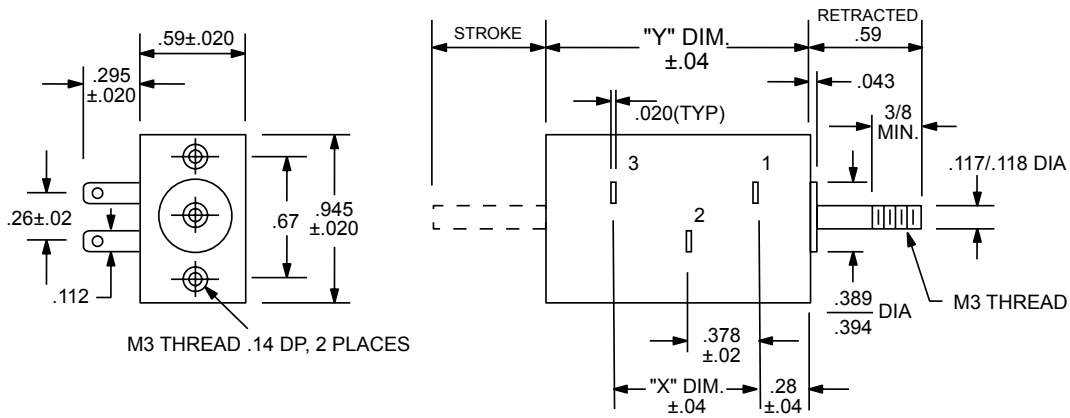 .59±.020
.295
±.020
.26±.02
.112
.67
.945
±.020
M3 THREAD .14 DP, 2 PLACES
STROKE
"Y" DIM.
±.04
RETRACTED
.59
.043
.020(TYP)
3/8
MIN.
3
1
2
.117/.118 DIA
.389
.394
DIA
M3 THREAD
.378
±.02
"X" DIM.
±.04
.28
±.04